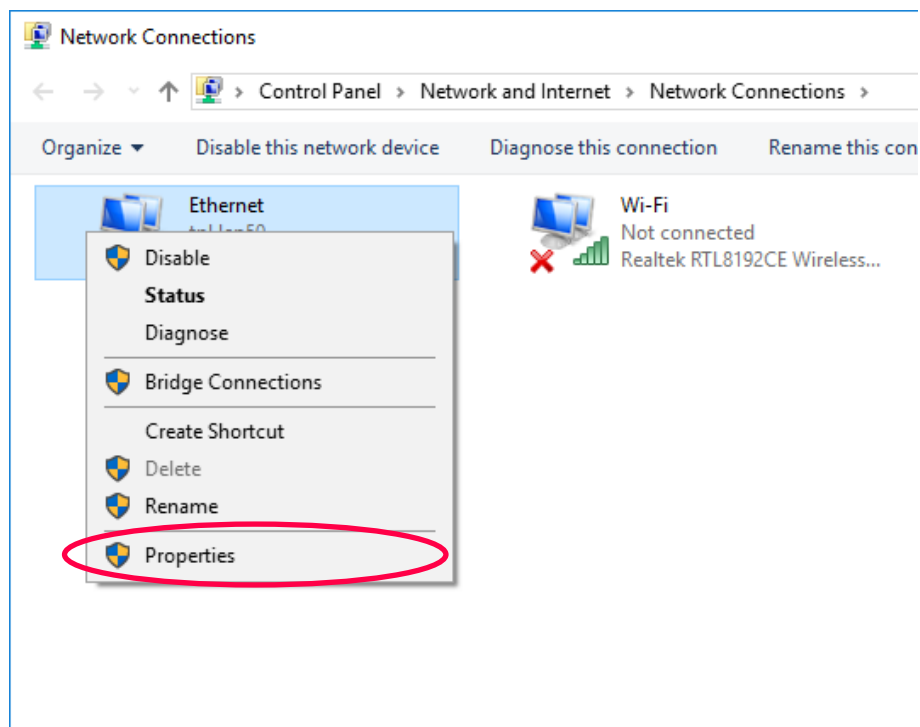 Network Connections
Control Panel > Network and Internet > Network Connections >
Organize Disable this network device Diagnose this connection Rename this con
Ethernet
Wi-Fi
Not connected
Realtek RTL8192CE Wireless...
Disable
Status
Diagnose
Bridge Connections
Create Shortcut
Delete
Rename
Properties